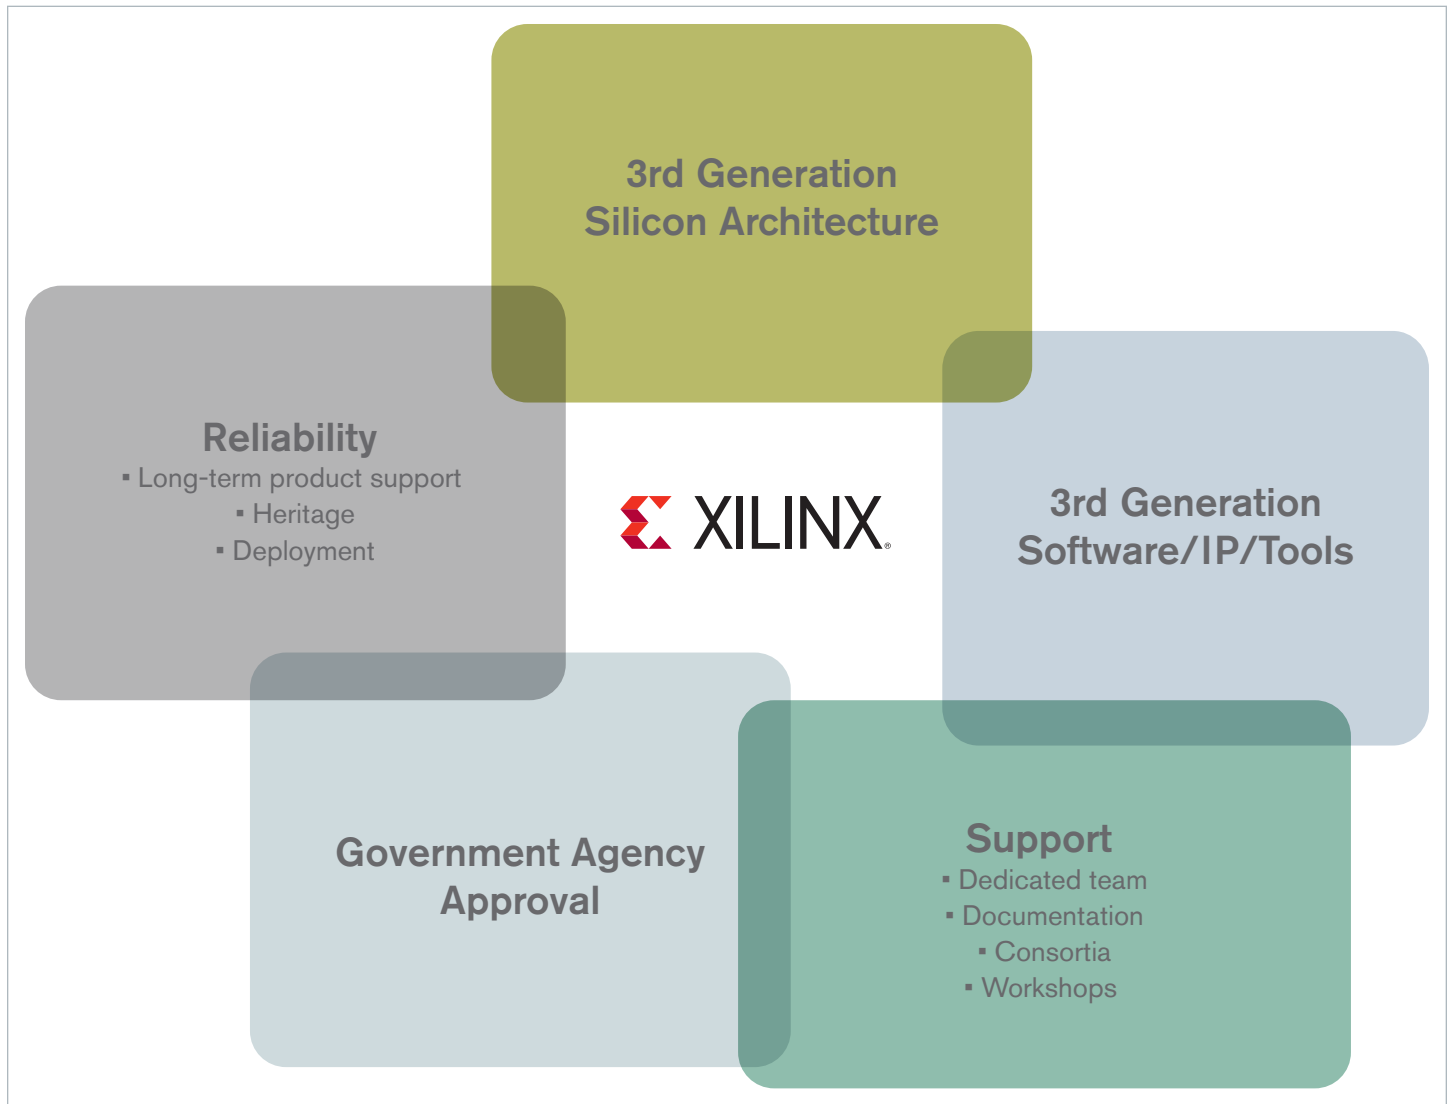 3rd Generation
Silicon Architecture
Reliability
▪ Long-term product support
▪ Heritage
▪ Deployment
XILINX®
3rd Generation
Software/IP/Tools
Government Agency
Approval
Support
▪ Dedicated team
▪ Documentation
▪ Consortia
▪ Workshops